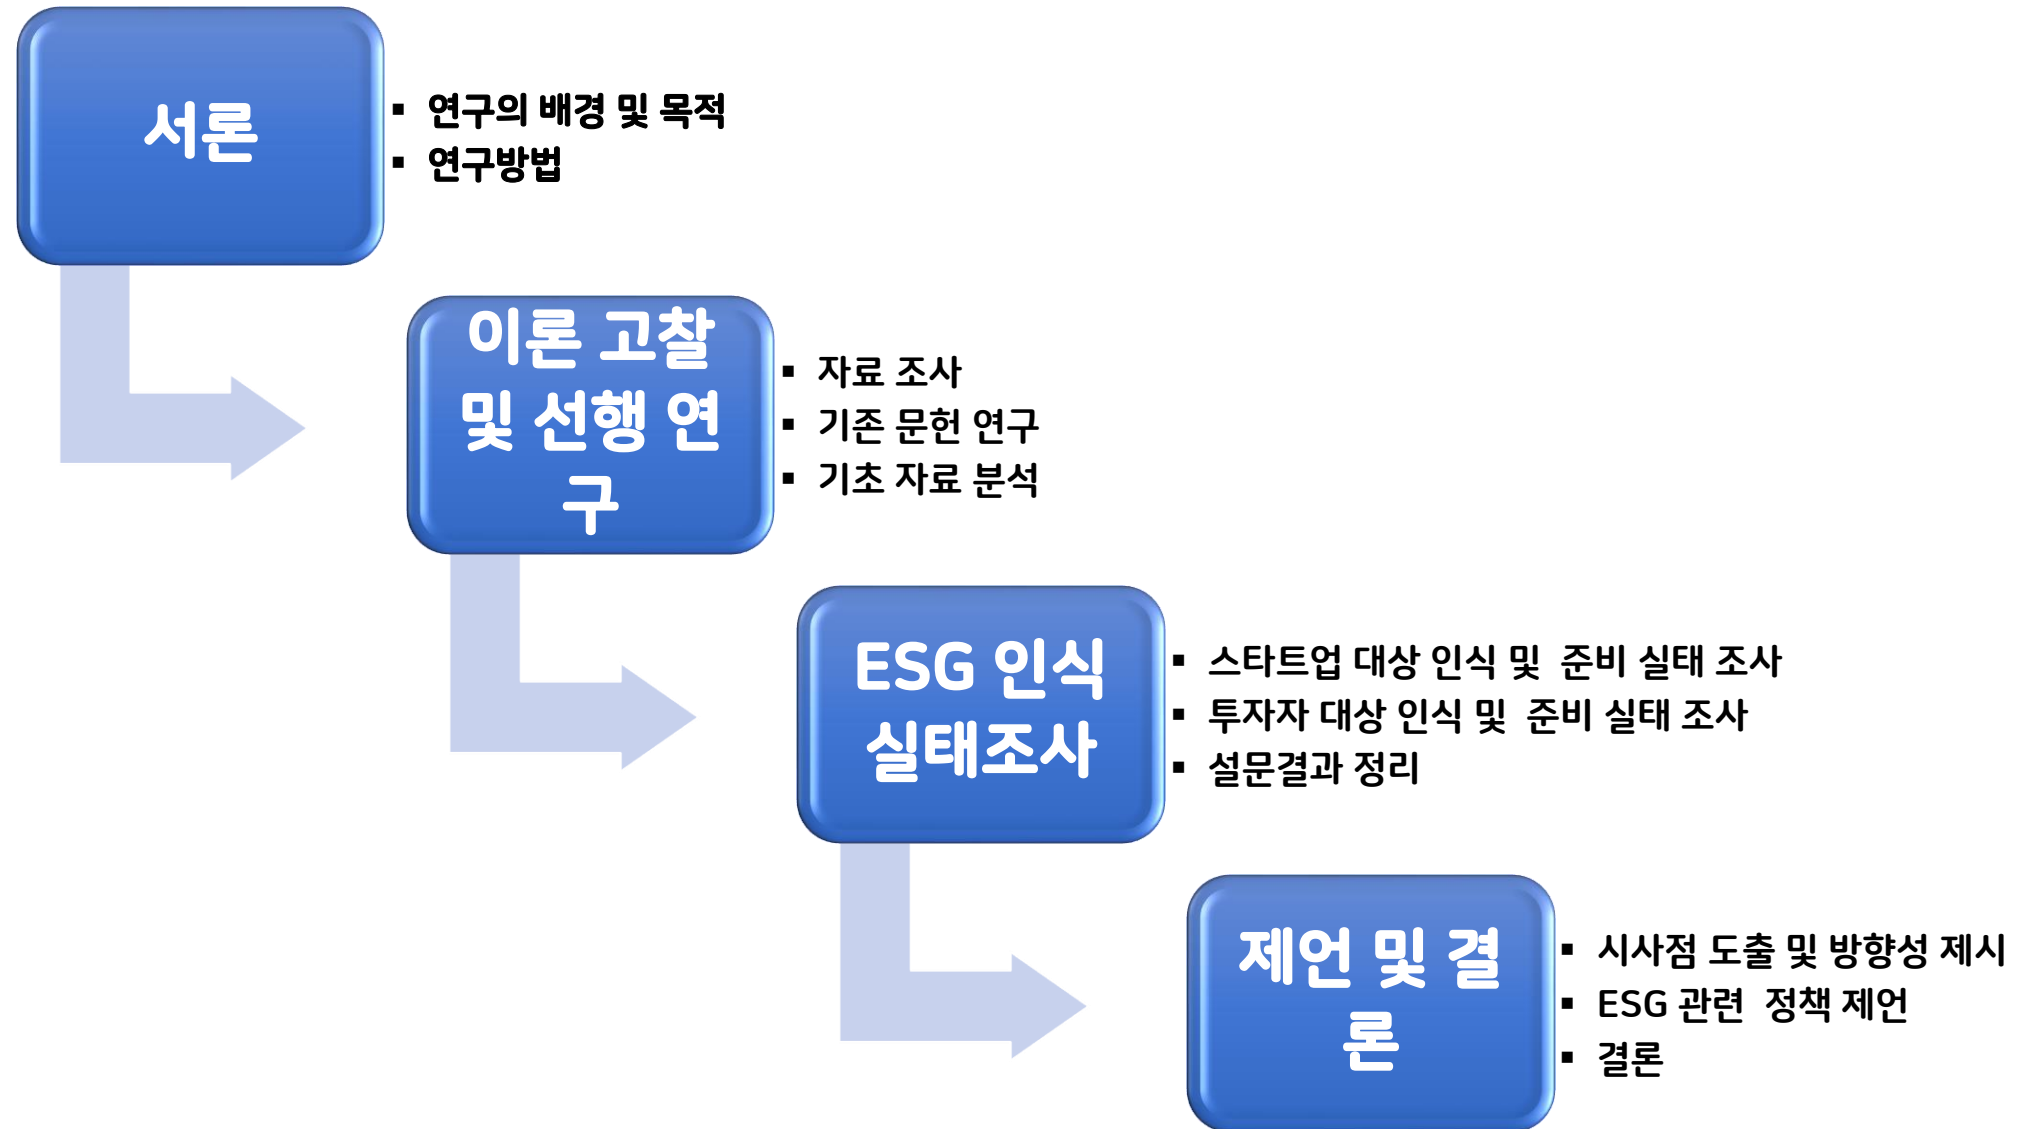 서론
▪ 연구의 배경 및 목적
▪ 연구방법
이론 고찰
및 선행 연
구
▪ 자료 조사
▪ 기존 문헌 연구
▪ 기초 자료 분석
ESG 인식
실태조사
▪ 스타트업 대상 인식 및  준비 실태 조사
▪ 투자자 대상 인식 및  준비 실태 조사
▪ 설문결과 정리
제언 및 결
론
▪ 시사점 도출 및 방향성 제시
▪ ESG 관련  정책 제언
▪ 결론